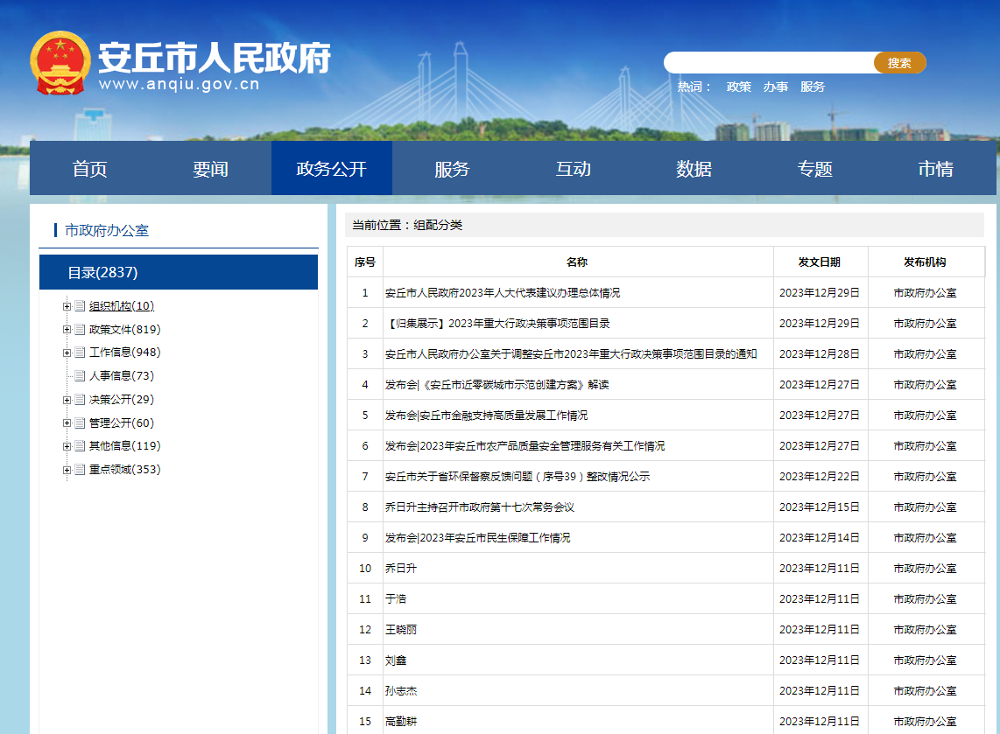 安丘市人民政府
www.anqiu.gov.cn
搜索
热词： 政策 办事 服务
首页 要闻 政务公开 服务 互动 数据 专题 市情
市政府办公室
目录(2837)
组织机构(10)
政策文件(819)
工作信息(948)
人事信息(73)
决策公开(29)
管理公开(60)
其他信息(119)
重点领域(353)
当前位置：组配分类
序号 名称 发文日期 发布机构
1 安丘市人民政府2023年人大代表建议办理总体情况 2023年12月29日 市政府办公室
2 【归集展示】2023年重大行政决策事项范围目录 2023年12月29日 市政府办公室
3 安丘市人民政府办公室关于调整安丘市2023年重大行政决策事项范围目录的通知 2023年12月28日 市政府办公室
4 发布会|《安丘市近零碳城市示范创建方案》解读 2023年12月27日 市政府办公室
5 发布会|安丘市金融支持高质量发展工作情况 2023年12月27日 市政府办公室
6 发布会|2023年安丘市农产品质量安全管理服务有关工作情况 2023年12月27日 市政府办公室
7 安丘市关于省环保督察反馈问题（序号39）整改情况公示 2023年12月22日 市政府办公室
8 乔日升主持召开市政府第十七次常务会议 2023年12月15日 市政府办公室
9 发布会|2023年安丘市民生保障工作情况 2023年12月14日 市政府办公室
10 乔日升 2023年12月11日 市政府办公室
11 于浩 2023年12月11日 市政府办公室
12 王晓丽 2023年12月11日 市政府办公室
13 刘鑫 2023年12月11日 市政府办公室
14 孙志杰 2023年12月11日 市政府办公室
15 高勤耕 2023年12月11日 市政府办公室